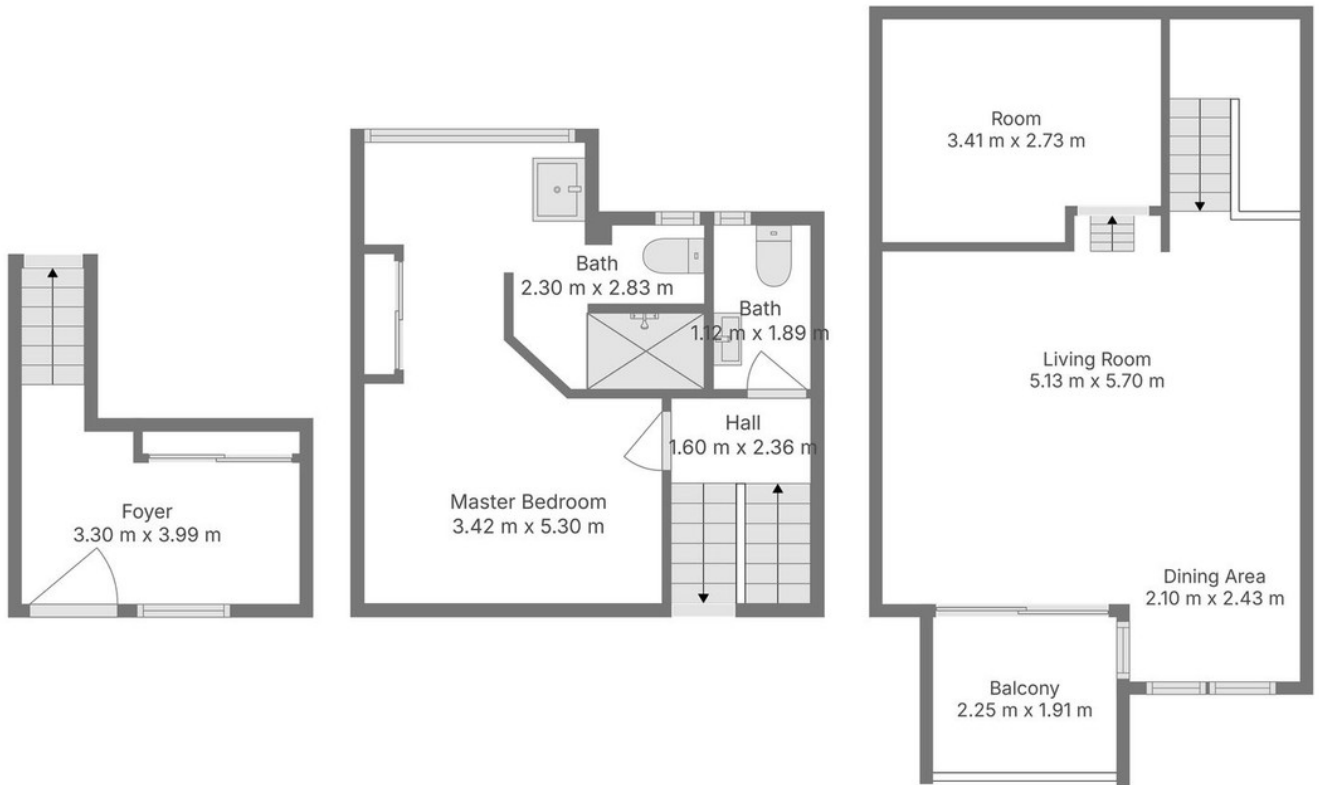 Foyer
3.30 m x 3.99 m
Bath
2.30 m x 2.83 m
Bath
1.12 m x 1.89 m
Hall
1.60 m x 2.36 m
Master Bedroom
3.42 m x 5.30 m
Room
3.41 m x 2.73 m
Living Room
5.13 m x 5.70 m
Dining Area
2.10 m x 2.43 m
Balcony
2.25 m x 1.91 m